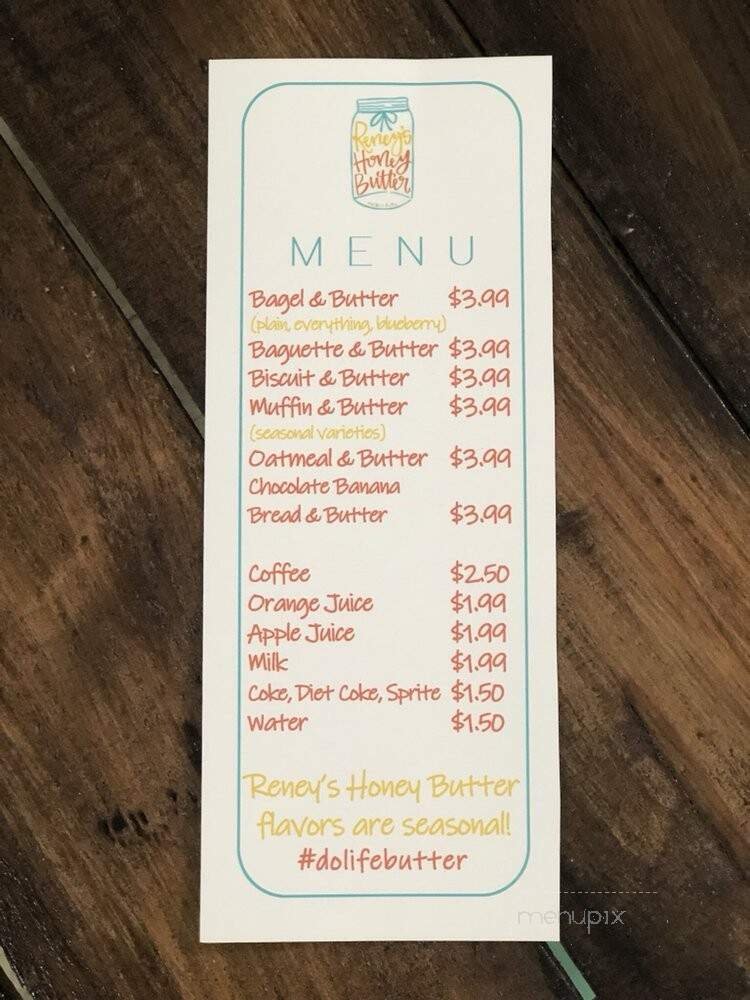 Reney's
Honey
Butter
MENU
Bagel & Butter $3.99
(plain, everything, blueberry)
Baguette & Butter $3.99
Biscuit & Butter $3.99
Muffin & Butter $3.99
(seasonal varieties)
Oatmeal & Butter $3.99
Chocolate Banana
Bread & Butter $3.99
Coffee $2.50
Orange Juice $1.99
Apple Juice $1.99
Milk $1.99
Coke, Diet Coke, Sprite $1.50
Water $1.50
Reney's Honey Butter
flavors are seasonal!
#dolifebutter
menupix